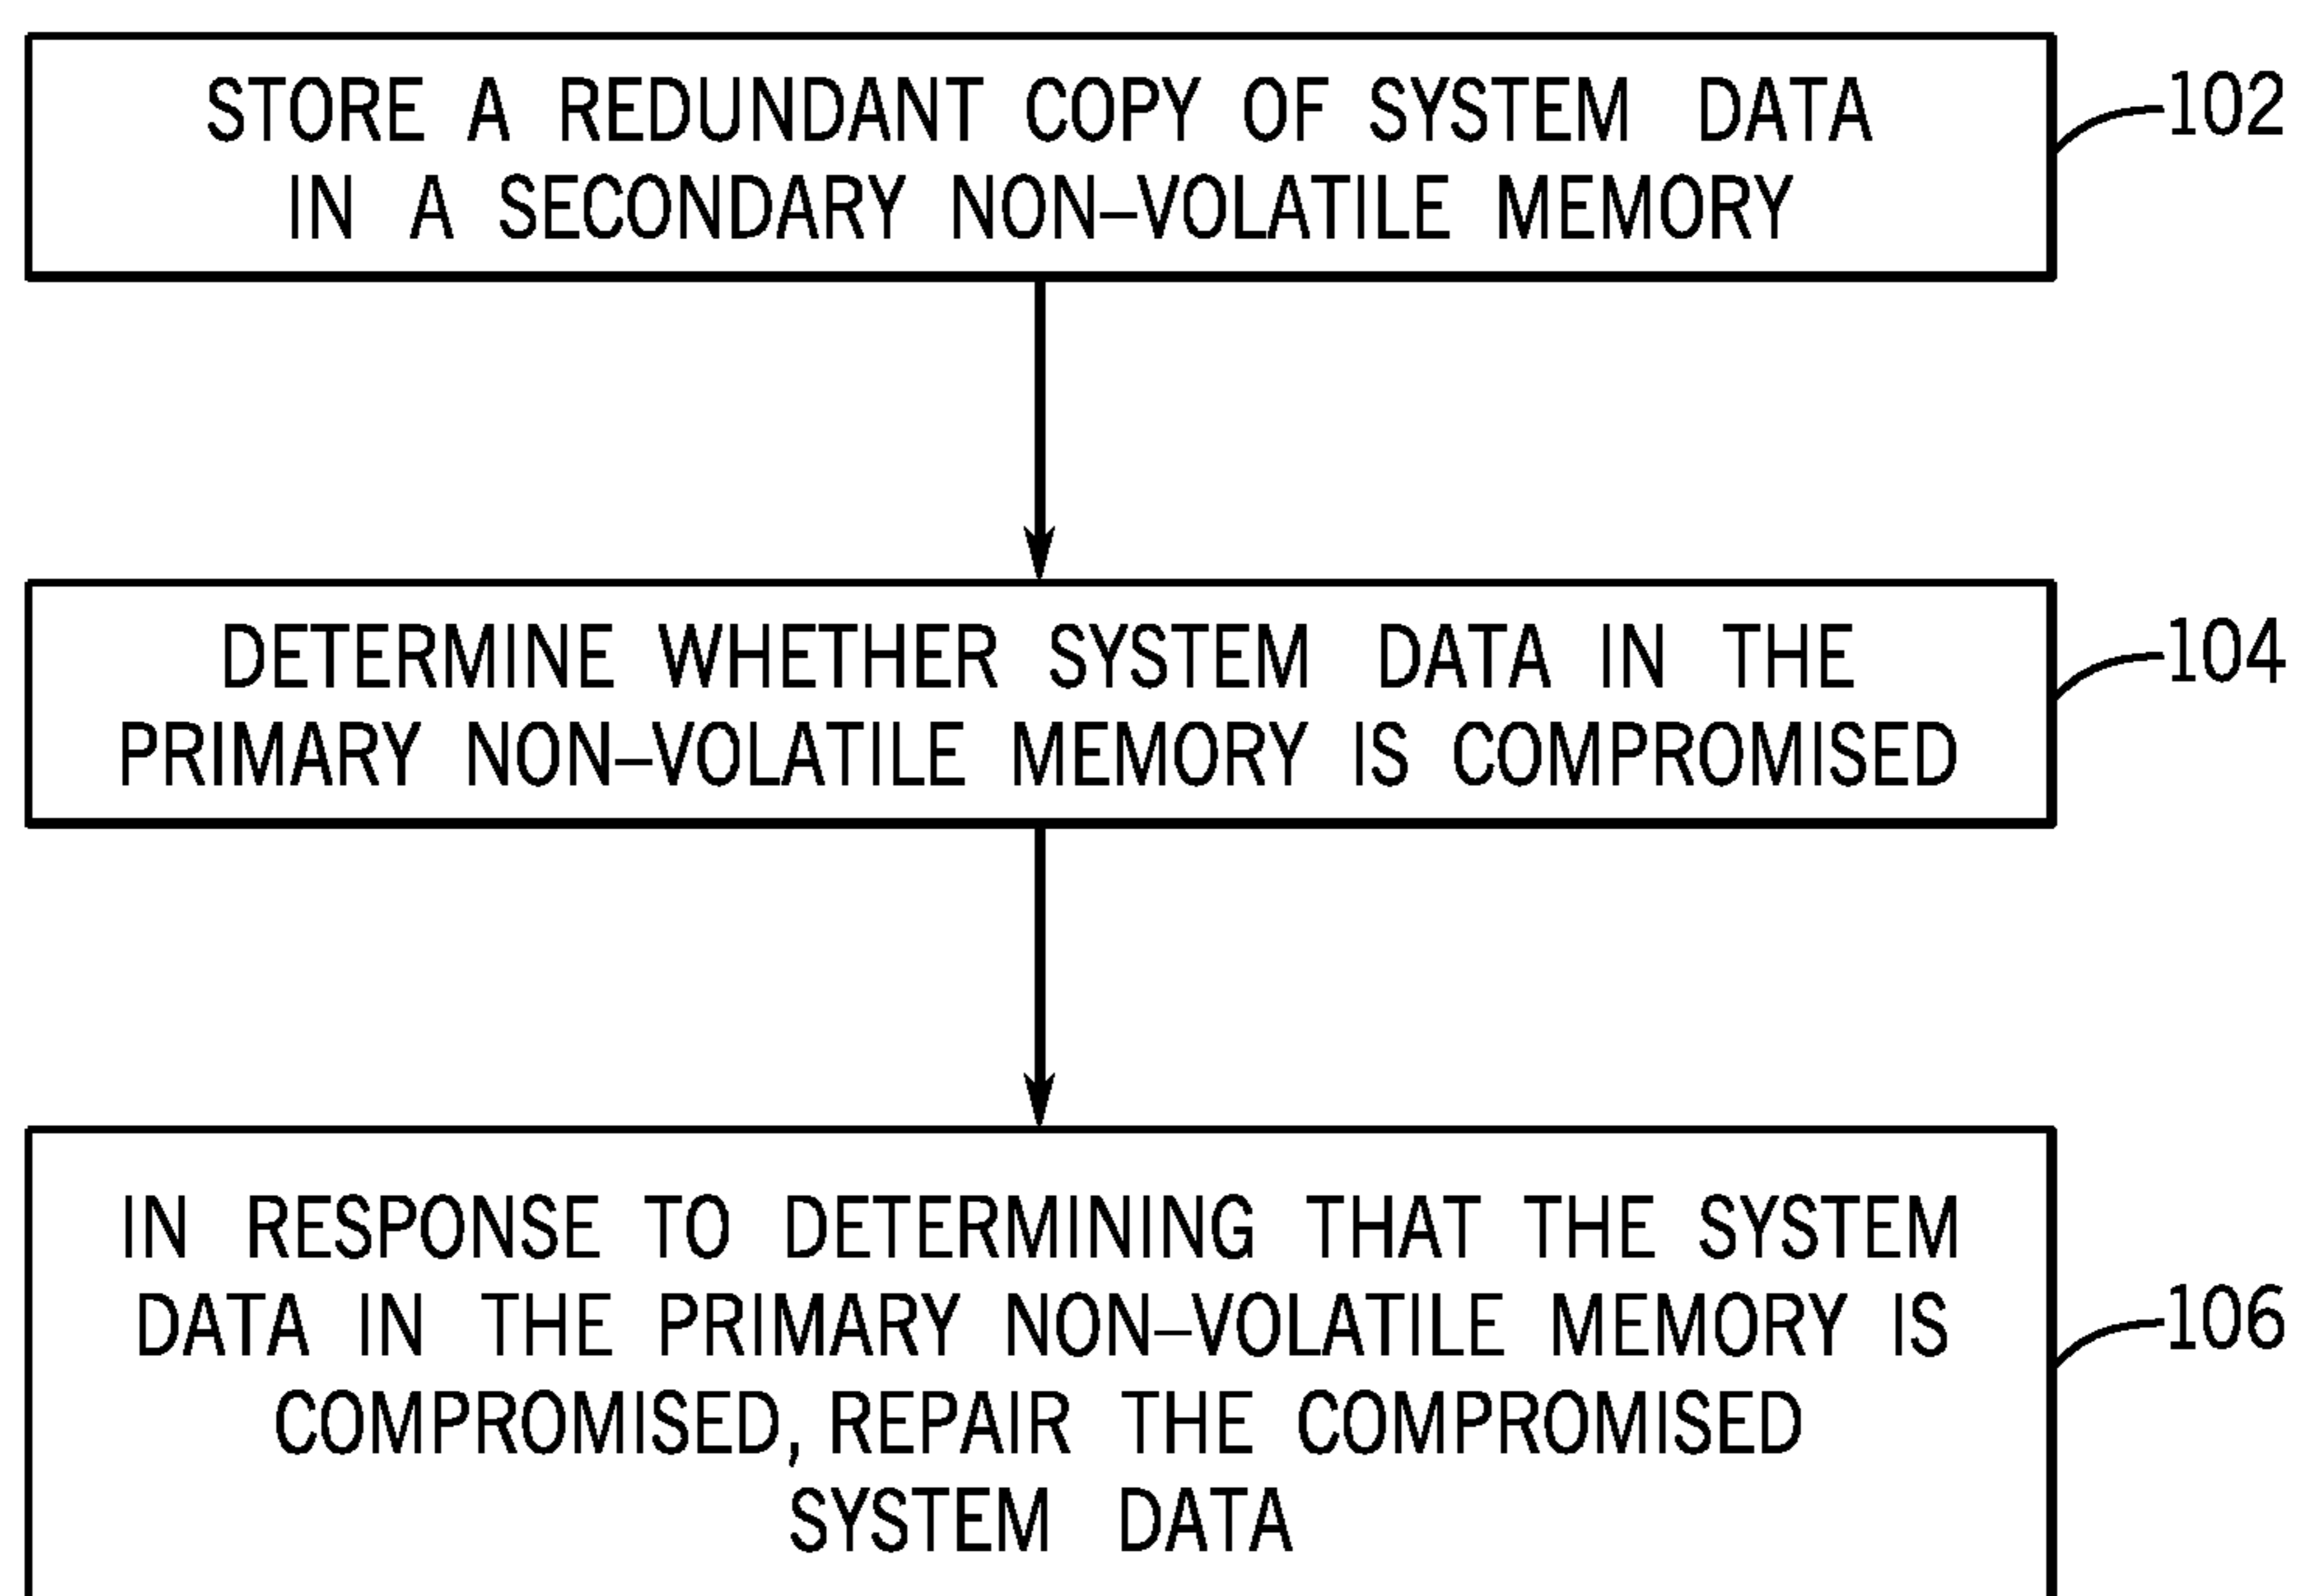 STORE A REDUNDANT COPY OF SYSTEM DATA
IN A SECONDARY NON–VOLATILE MEMORY
102
DETERMINE WHETHER SYSTEM DATA IN THE
PRIMARY NON–VOLATILE MEMORY IS COMPROMISED
104
IN RESPONSE TO DETERMINING THAT THE SYSTEM
DATA IN THE PRIMARY NON–VOLATILE MEMORY IS
COMPROMISED, REPAIR THE COMPROMISED
SYSTEM DATA
106